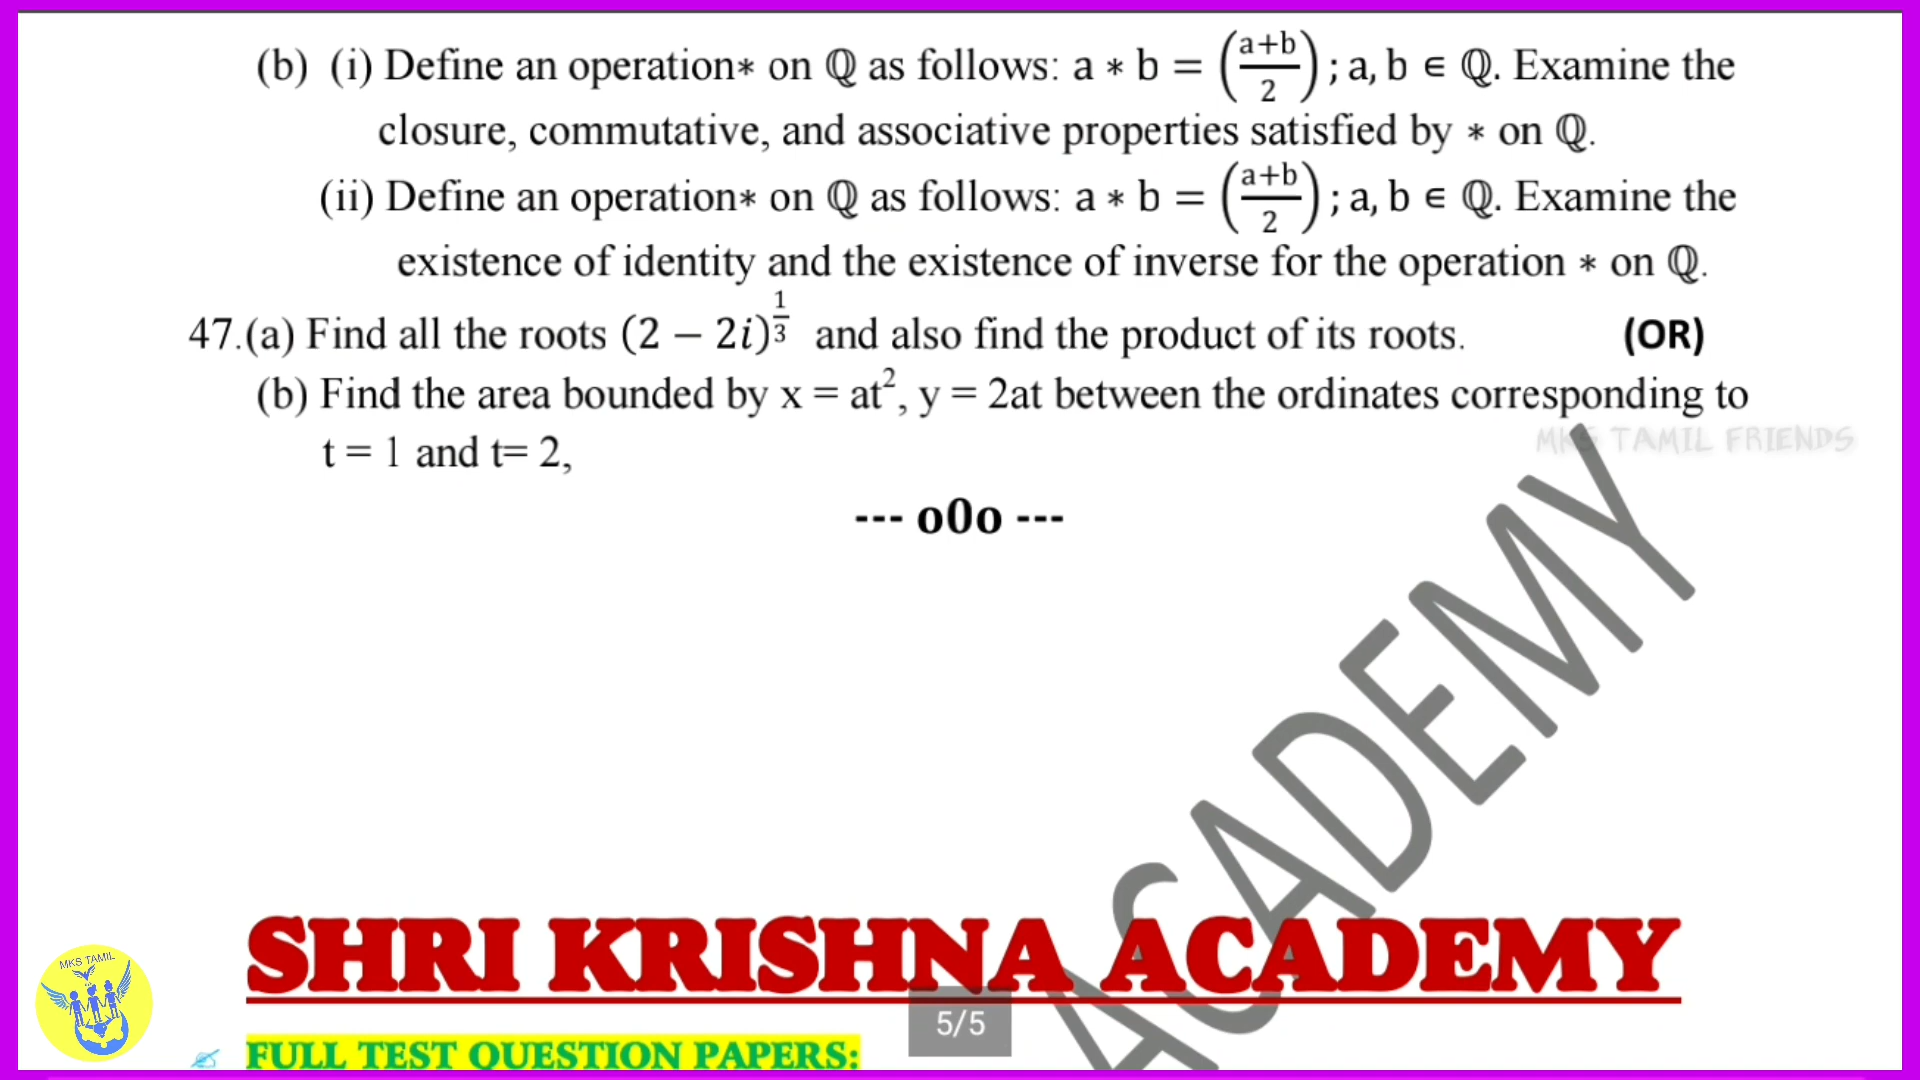 (b) (i) Define an operation∗ on ℚ as follows: a ∗ b = (a+b/2) ; a, b ∈ ℚ. Examine the
closure, commutative, and associative properties satisfied by ∗ on ℚ.
(ii) Define an operation∗ on ℚ as follows: a ∗ b = (a+b/2) ; a, b ∈ ℚ. Examine the
existence of identity and the existence of inverse for the operation ∗ on ℚ.
47.(a) Find all the roots (2 − 2i)^(1/3) and also find the product of its roots. (OR)
(b) Find the area bounded by x = at², y = 2at between the ordinates corresponding to
t = 1 and t= 2,
MKS TAMIL FRIENDS
--- o0o ---
ACADEMY
SHRI KRISHNA ACADEMY
MKS TAMIL
5/5
FULL TEST QUESTION PAPERS: